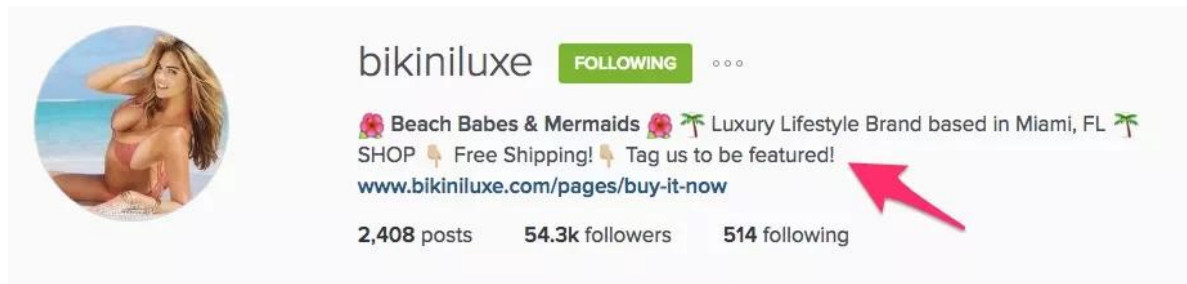 bikiniluxe FOLLOWING
🌺 Beach Babes & Mermaids 🌺 🌴 Luxury Lifestyle Brand based in Miami, FL 🌴
SHOP 👇🏼 Free Shipping! 👇🏼 Tag us to be featured!
www.bikiniluxe.com/pages/buy-it-now
2,408 posts 54.3k followers 514 following